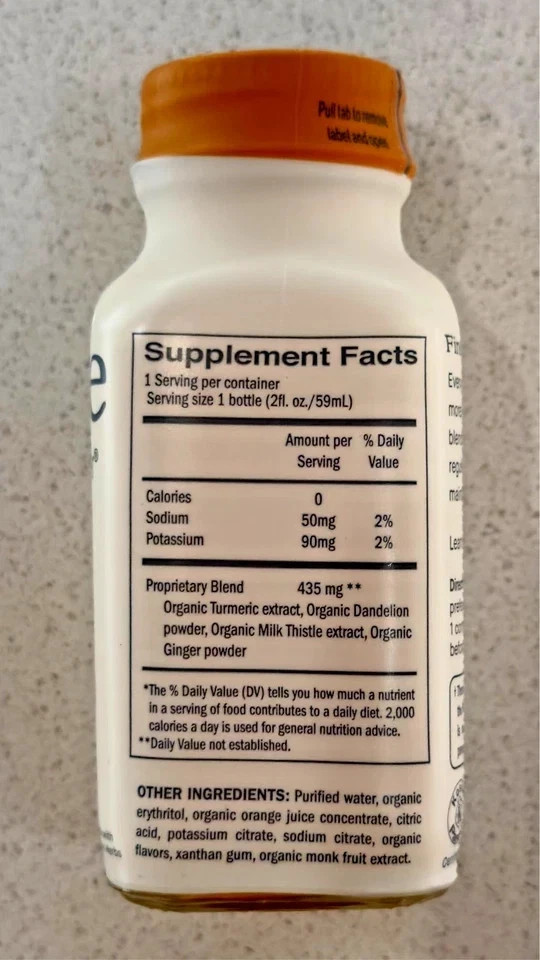 Pull tab to remove
label and open
Supplement Facts
1 Serving per container
Serving size 1 bottle (2fl. oz./59mL)
Amount per % Daily
Serving Value
Calories 0
Sodium 50mg 2%
Potassium 90mg 2%
Proprietary Blend 435 mg **
Organic Turmeric extract, Organic Dandelion
powder, Organic Milk Thistle extract, Organic
Ginger powder
*The % Daily Value (DV) tells you how much a nutrient
in a serving of food contributes to a daily diet. 2,000
calories a day is used for general nutrition advice.
**Daily Value not established.
OTHER INGREDIENTS: Purified water, organic
erythritol, organic orange juice concentrate, citric
acid, potassium citrate, sodium citrate, organic
flavors, xanthan gum, organic monk fruit extract.